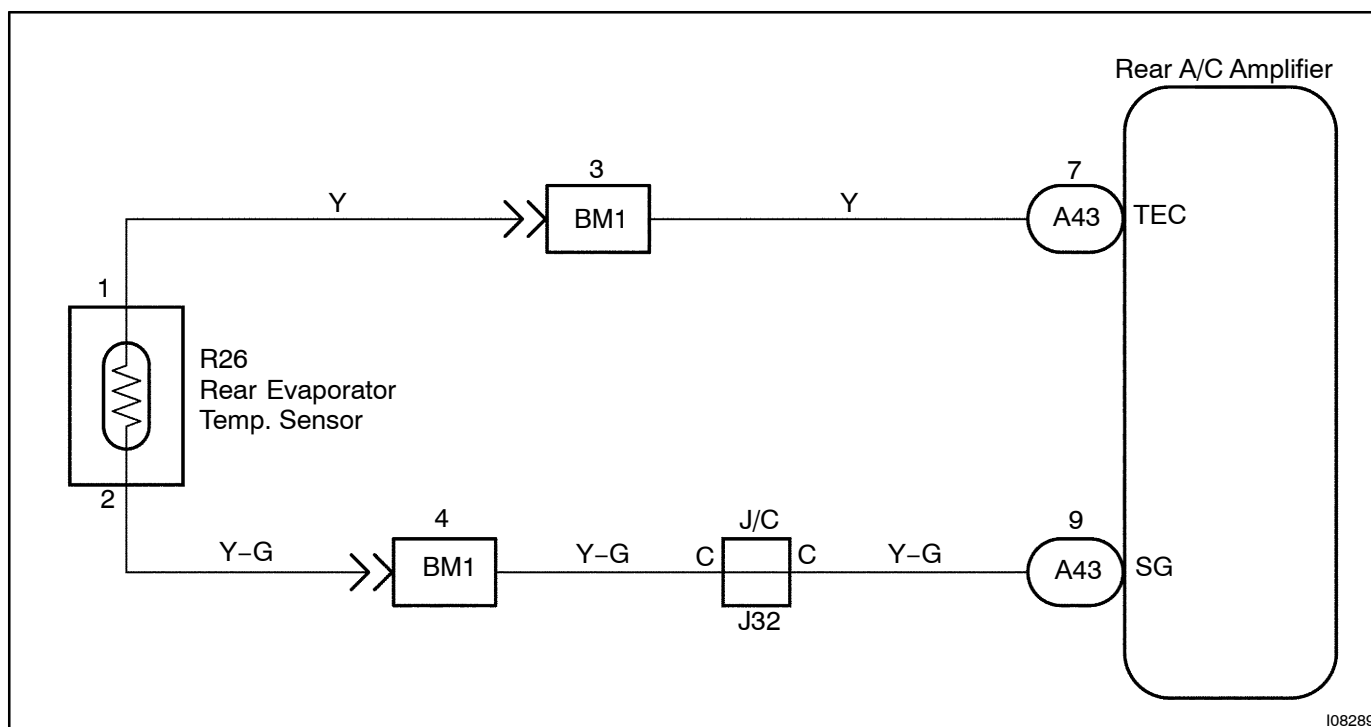 Rear A/C Amplifier
3
7
Y
BM1
Y
A43
TEC
1
R26
Rear Evaporator
Temp. Sensor
2
4
J/C
9
Y–G
BM1
Y–G
C
C
Y–G
A43
SG
J32
I08289